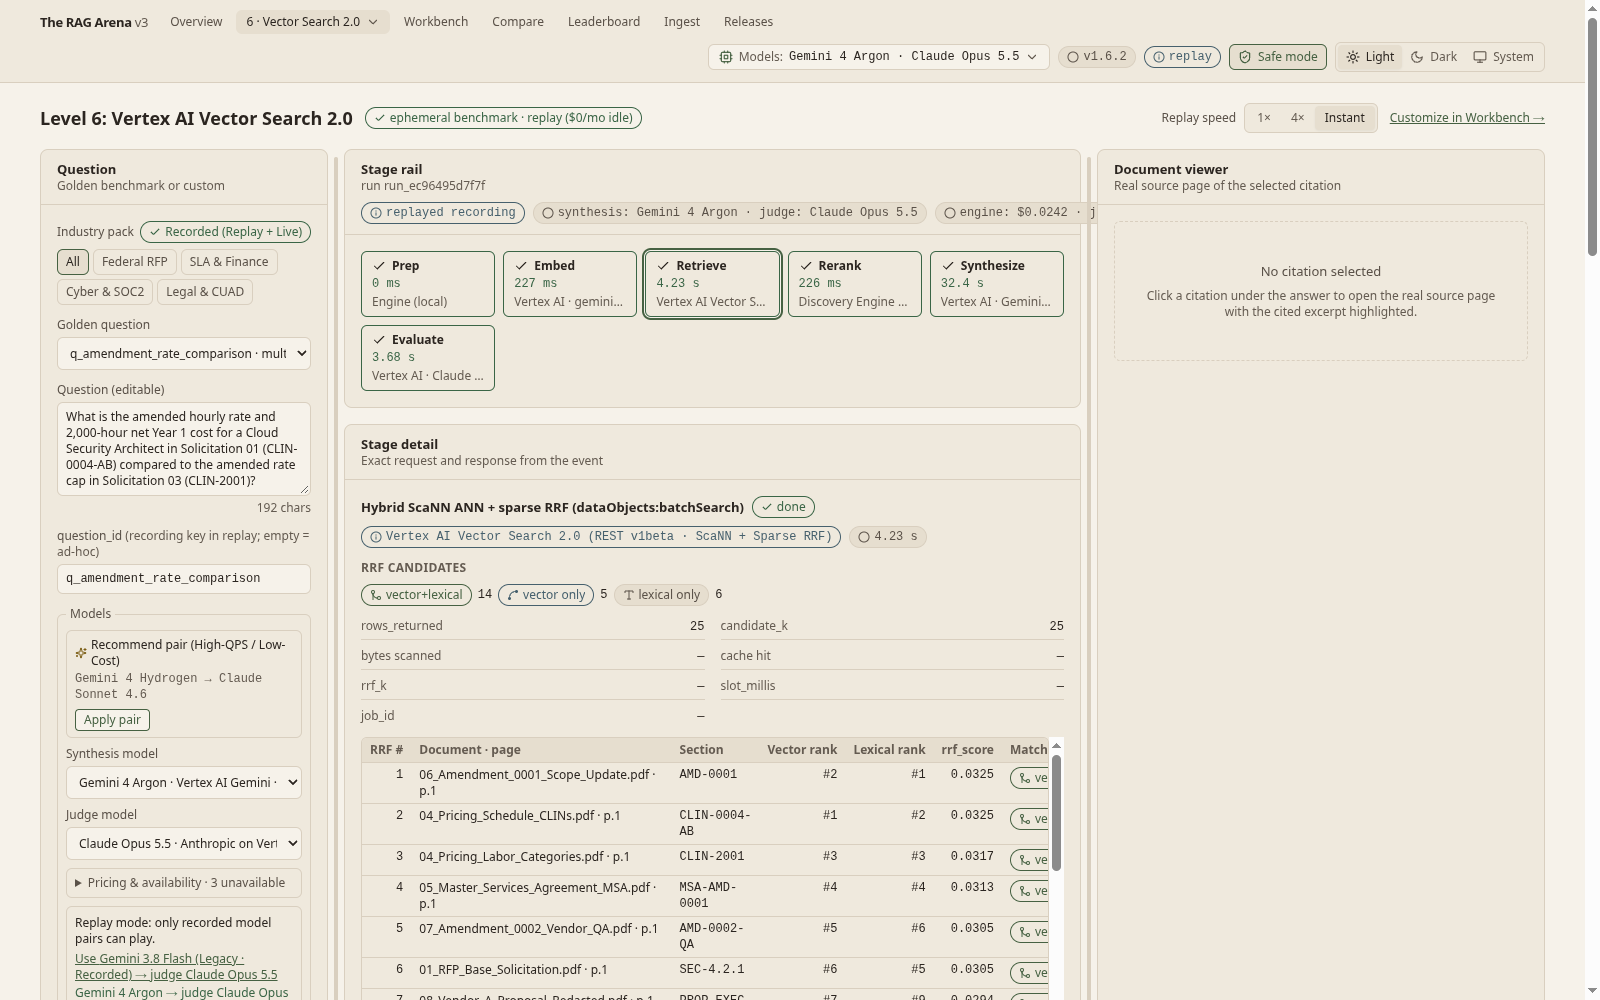 The RAG Arena v3
Overview
6 · Vector Search 2.0
Workbench
Compare
Leaderboard
Ingest
Releases
Models: Gemini 4 Argon · Claude Opus 5.5
v1.6.2
replay
Safe mode
Light
Dark
System
Level 6: Vertex AI Vector Search 2.0
ephemeral benchmark · replay ($0/mo idle)
Replay speed
1×
4×
Instant
Customize in Workbench →
Question
Golden benchmark or custom
Industry pack
Recorded (Replay + Live)
All
Federal RFP
SLA & Finance
Cyber & SOC2
Legal & CUAD
Golden question
q_amendment_rate_comparison · mult
Question (editable)
What is the amended hourly rate and
2,000-hour net Year 1 cost for a Cloud
Security Architect in Solicitation 01 (CLIN-
0004-AB) compared to the amended rate
cap in Solicitation 03 (CLIN-2001)?
192 chars
question_id (recording key in replay; empty =
ad-hoc)
q_amendment_rate_comparison
Models
Recommend pair (High-QPS / Low-
Cost)
Gemini 4 Hydrogen → Claude
Sonnet 4.6
Apply pair
Synthesis model
Gemini 4 Argon · Vertex AI Gemini ·
Judge model
Claude Opus 5.5 · Anthropic on Vert
Pricing & availability · 3 unavailable
Replay mode: only recorded model
pairs can play.
Use Gemini 3.8 Flash (Legacy ·
Recorded) → judge Claude Opus 5.5
Gemini 4 Argon → judge Claude Opus
Stage rail
run run_ec96495d7f7f
replayed recording
synthesis: Gemini 4 Argon · judge: Claude Opus 5.5
engine: $0.0242 · j
Prep
0 ms
Engine (local)
Embed
227 ms
Vertex AI · gemini...
Retrieve
4.23 s
Vertex AI Vector S...
Rerank
226 ms
Discovery Engine ...
Synthesize
32.4 s
Vertex AI · Gemini...
Evaluate
3.68 s
Vertex AI · Claude ...
Stage detail
Exact request and response from the event
Hybrid ScaNN ANN + sparse RRF (dataObjects:batchSearch)
done
Vertex AI Vector Search 2.0 (REST v1beta · ScaNN + Sparse RRF)
4.23 s
RRF CANDIDATES
vector+lexical 14
vector only 5
lexical only 6
rows_returned 25
candidate_k 25
bytes scanned –
cache hit –
rrf_k –
slot_millis –
job_id –
RRF # Document · page Section Vector rank Lexical rank rrf_score Match
1 06_Amendment_0001_Scope_Update.pdf · AMD-0001 #2 #1 0.0325 ve
p.1
2 04_Pricing_Schedule_CLINs.pdf · p.1 CLIN-0004- #1 #2 0.0325 ve
AB
3 04_Pricing_Labor_Categories.pdf · p.1 CLIN-2001 #3 #3 0.0317 ve
4 05_Master_Services_Agreement_MSA.pdf · MSA-AMD- #4 #4 0.0313 ve
p.1 0001
5 07_Amendment_0002_Vendor_QA.pdf · p.1 AMD-0002- #5 #6 0.0305 ve
QA
6 01_RFP_Base_Solicitation.pdf · p.1 SEC-4.2.1 #6 #5 0.0305 ve
7 08_Vendor_A_Proposal_Redacted.pdf · p.1 PROP-EXEC #7 #9 0.0294
Document viewer
Real source page of the selected citation
No citation selected
Click a citation under the answer to open the real source page
with the cited excerpt highlighted.